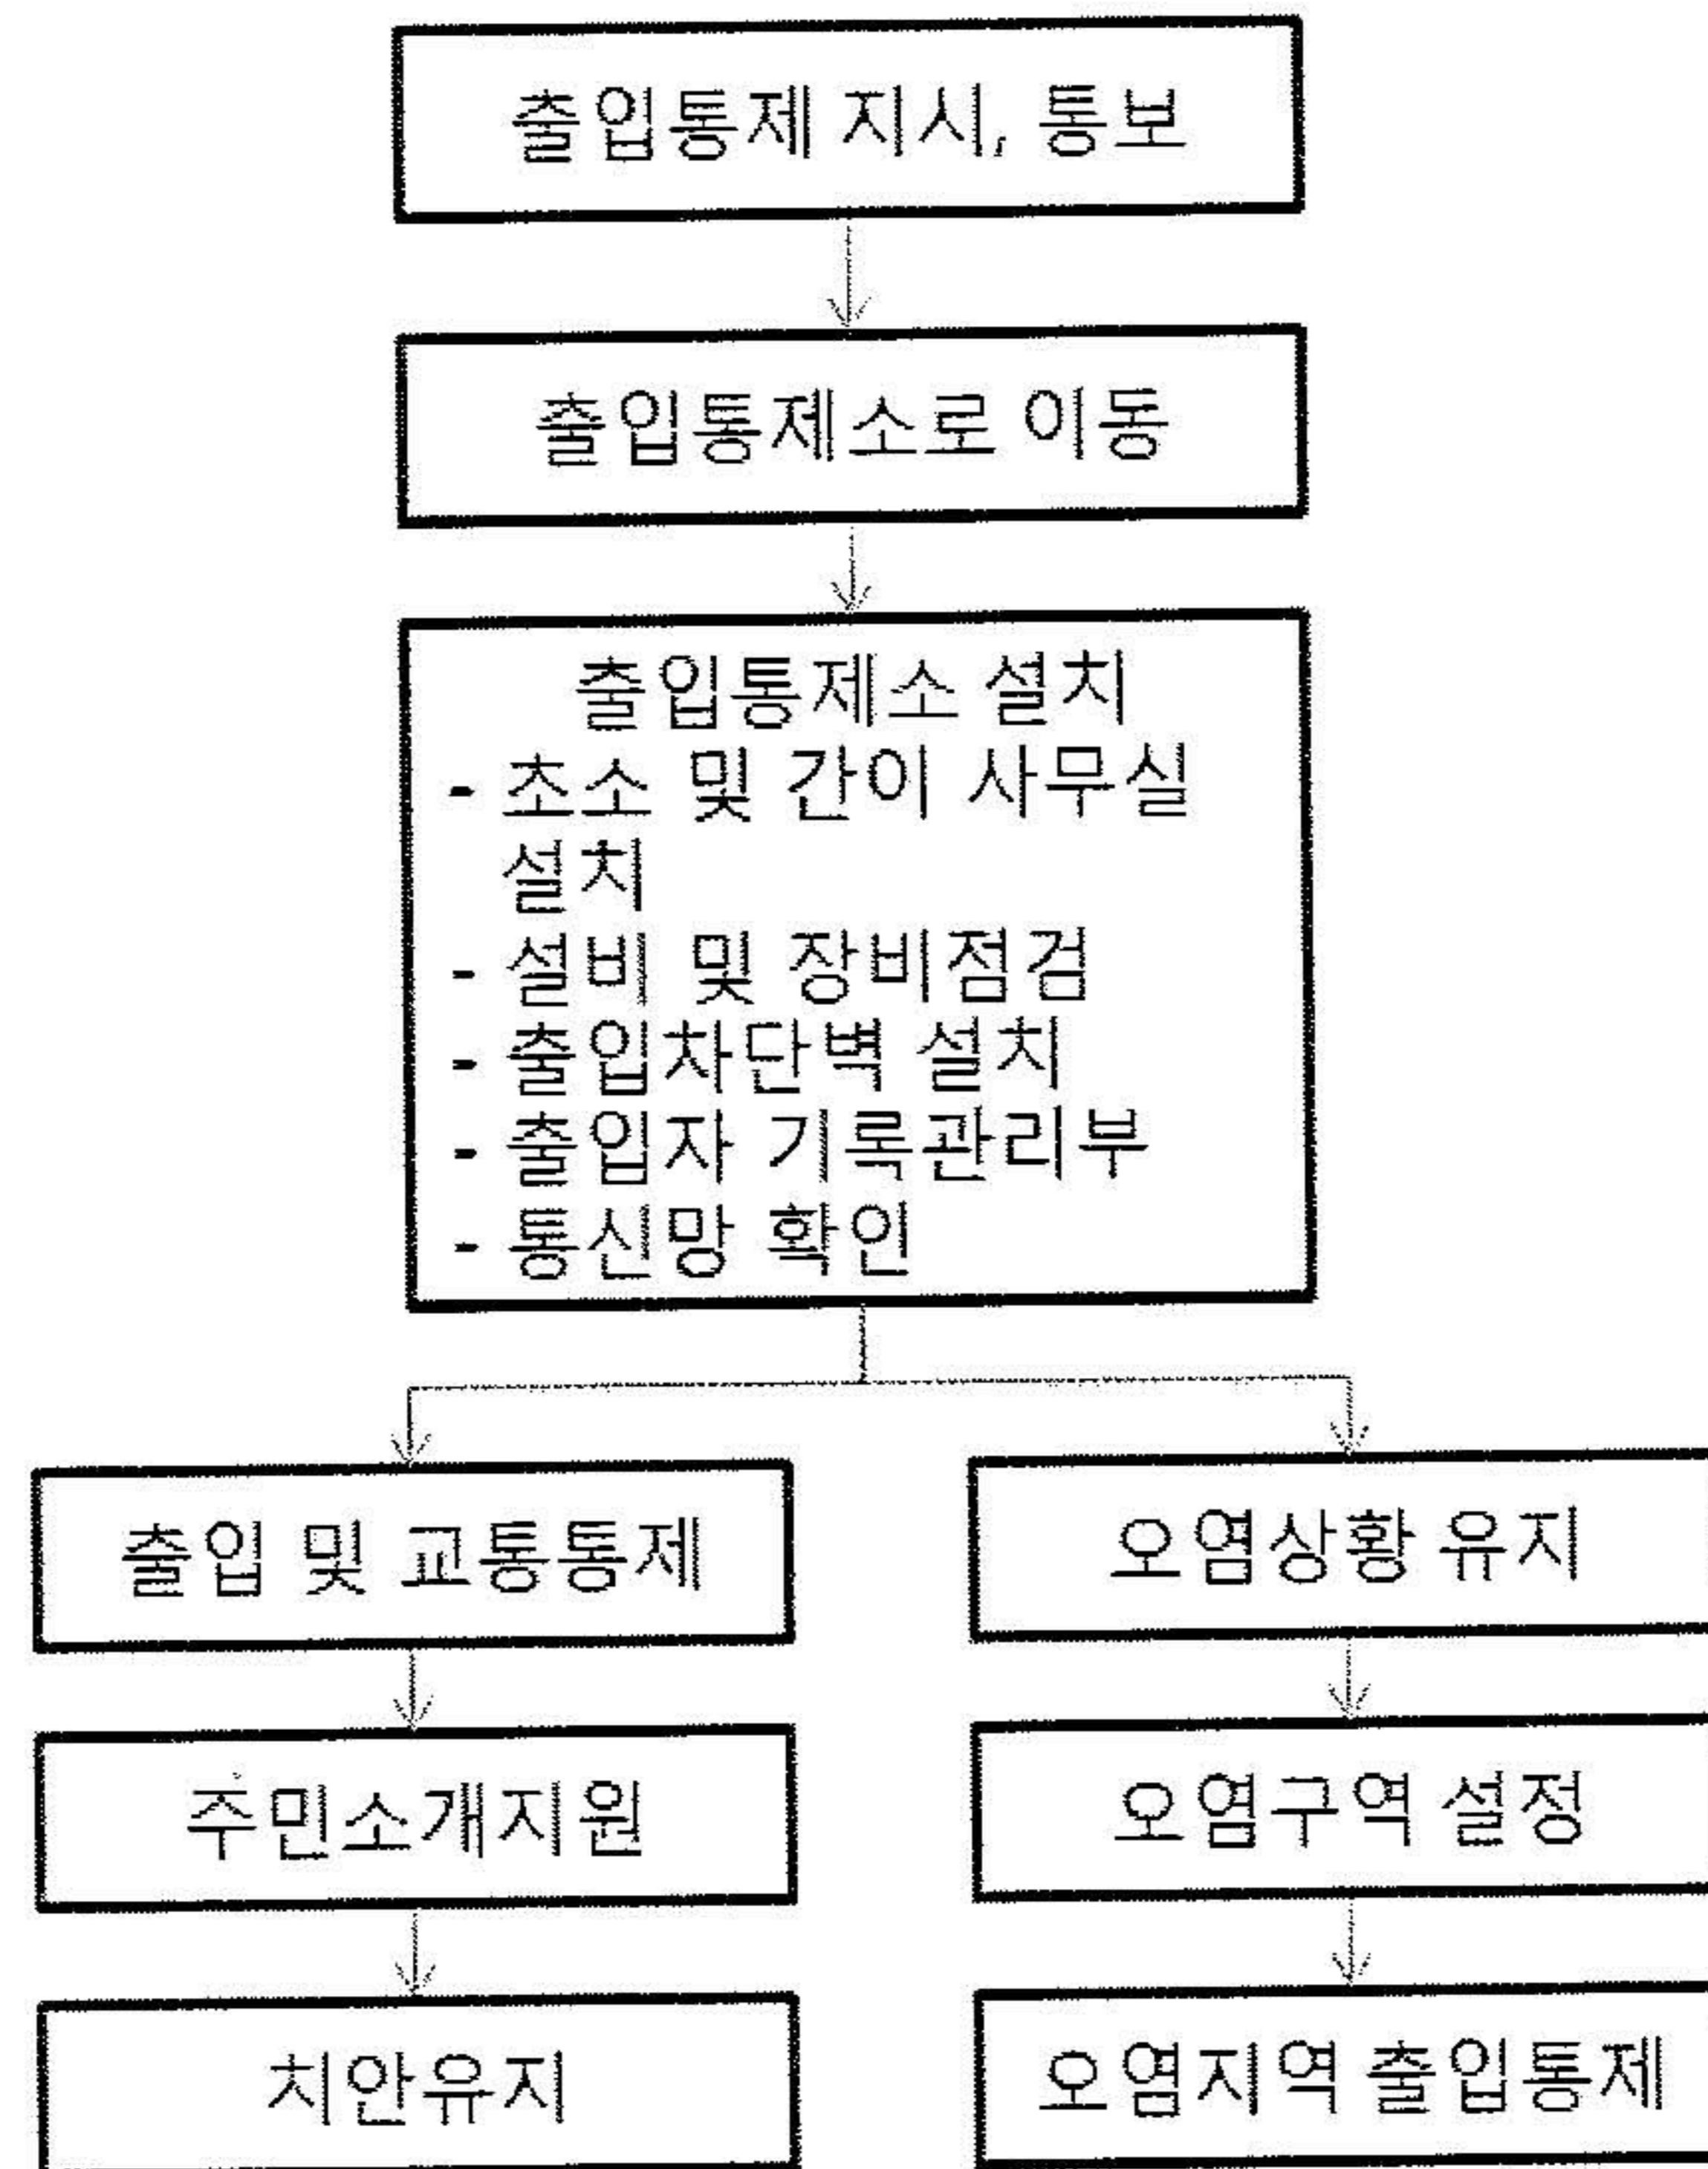 출입통제 지시, 통보
출입통제소로 이동
출입통제소 설치
- 초소 및 간이 사무실
설치
- 설비 및 장비점검
- 출입차단벽 설치
- 출입자 기록관리부
- 통신망 확인
출입 및 교통통제
오염상황 유지
주민소개지원
오염구역 설정
치안유지
오염지역 출입통제